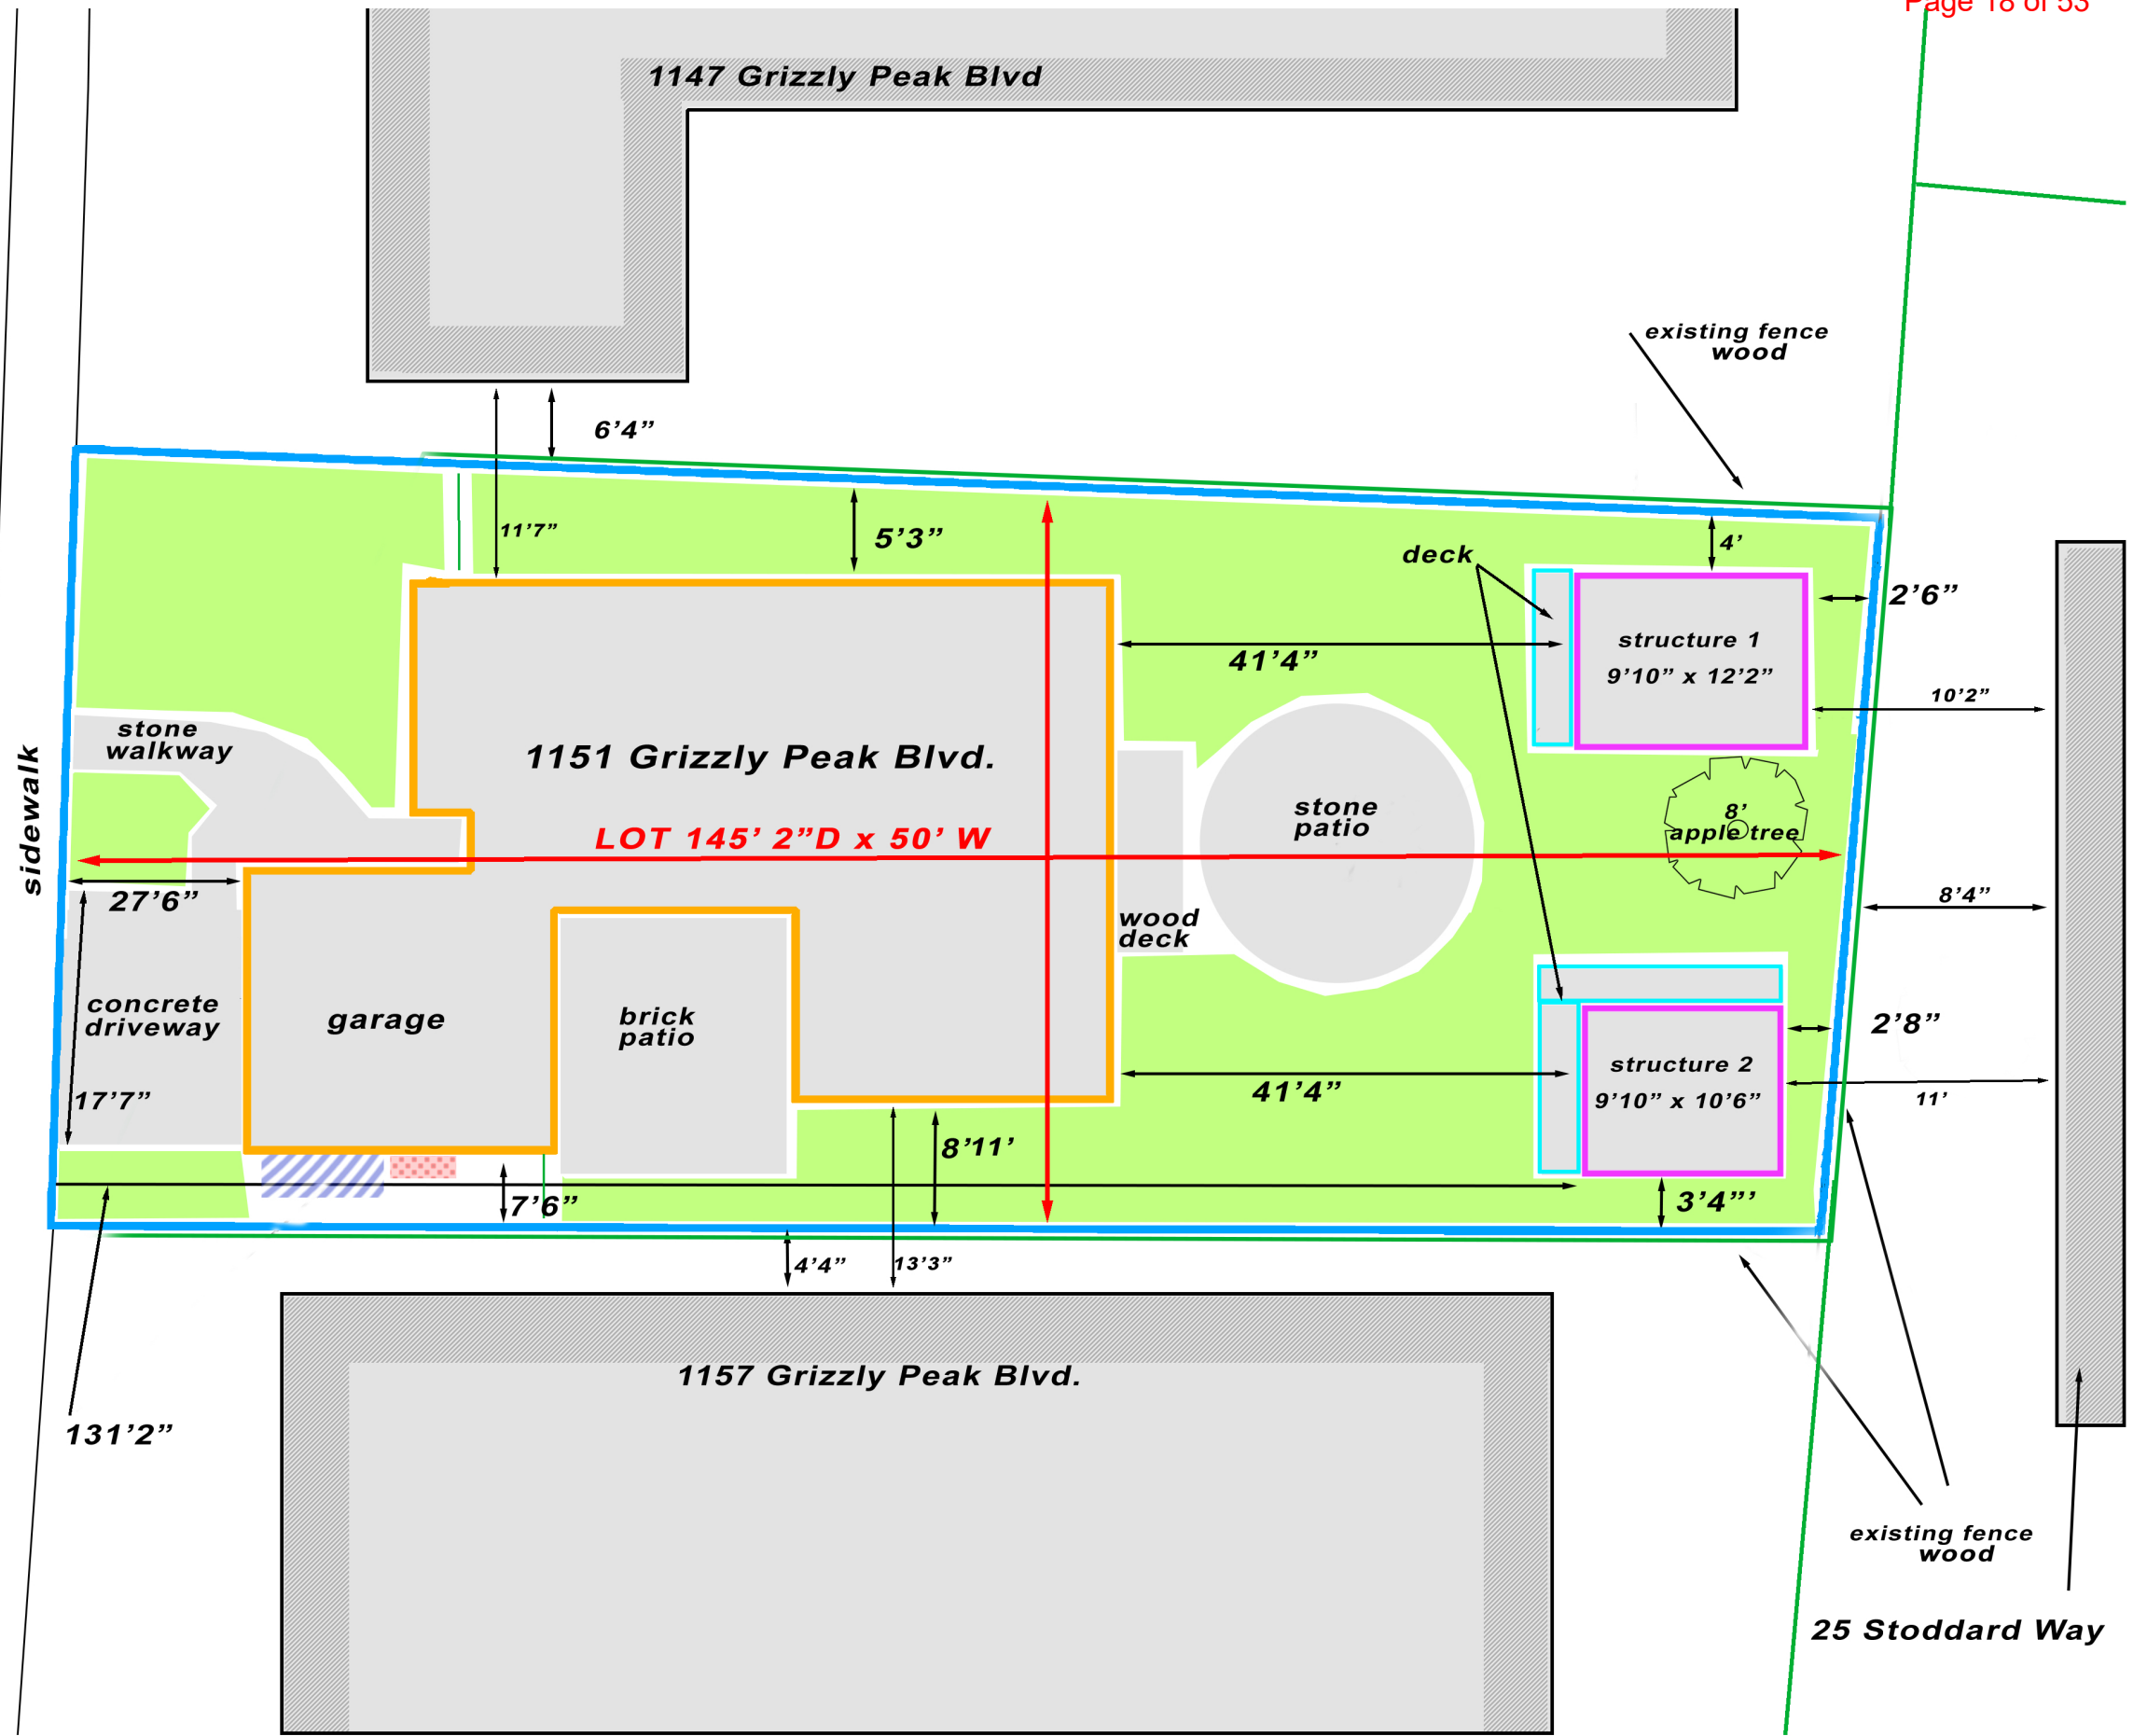 Page 18 of 53
1147 Grizzly Peak Blvd
existing fence
wood
6’4”
11’7”
5’3”
4'
deck
2’6”
41’4”
structure 1
9’10” x 12’2”
10’2”
stone
walkway
1151 Grizzly Peak Blvd.
stone
patio
8’
apple tree
sidewalk
LOT 145’ 2”D x 50’ W
27’6”
8’4”
wood
deck
concrete
driveway
garage
brick
patio
2’8”
structure 2
9’10” x 10’6”
41’4”
11'
17’7”
8’11’
7’6”
3’4”’
4’4”
13’3”
1157 Grizzly Peak Blvd.
131’2”
existing fence
wood
25 Stoddard Way